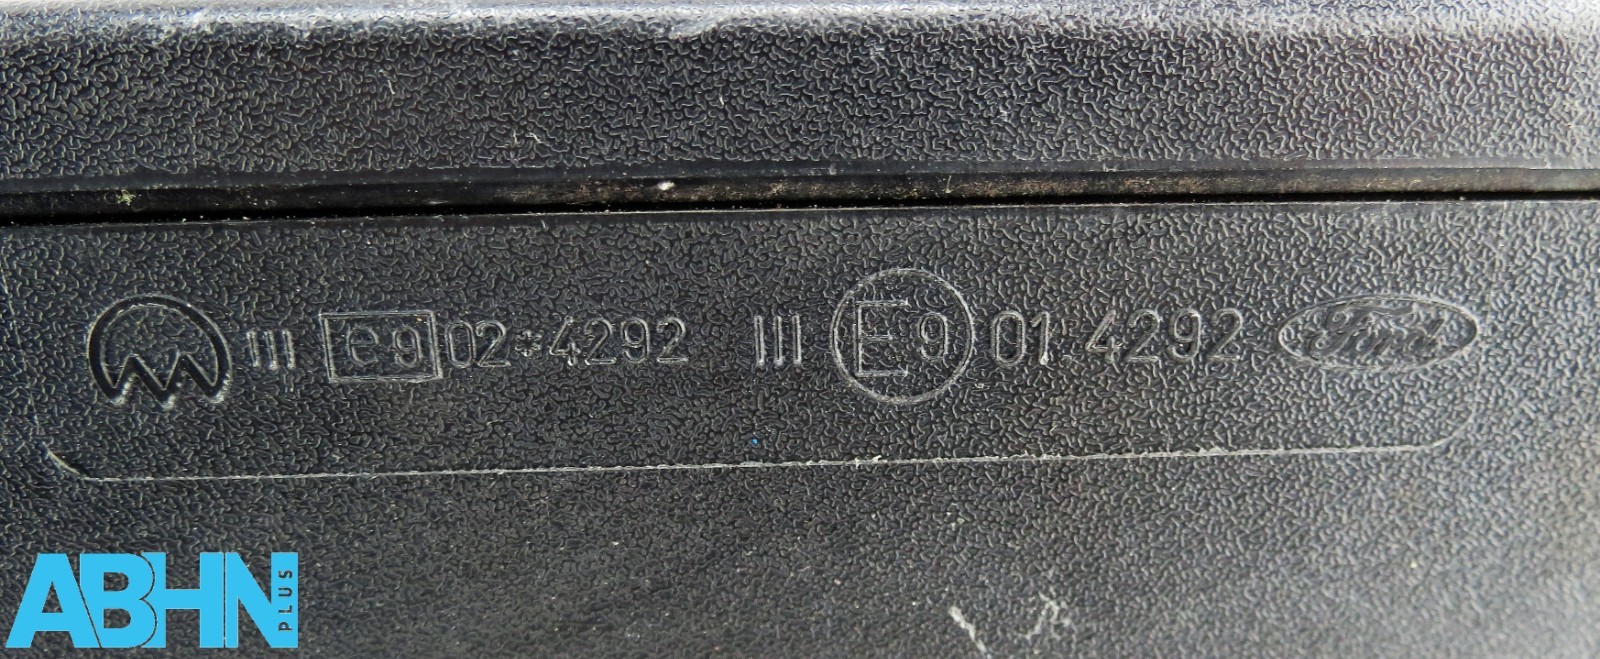 III e9 02*4292 III E9 01 4292 Ford
ABHN PLUS